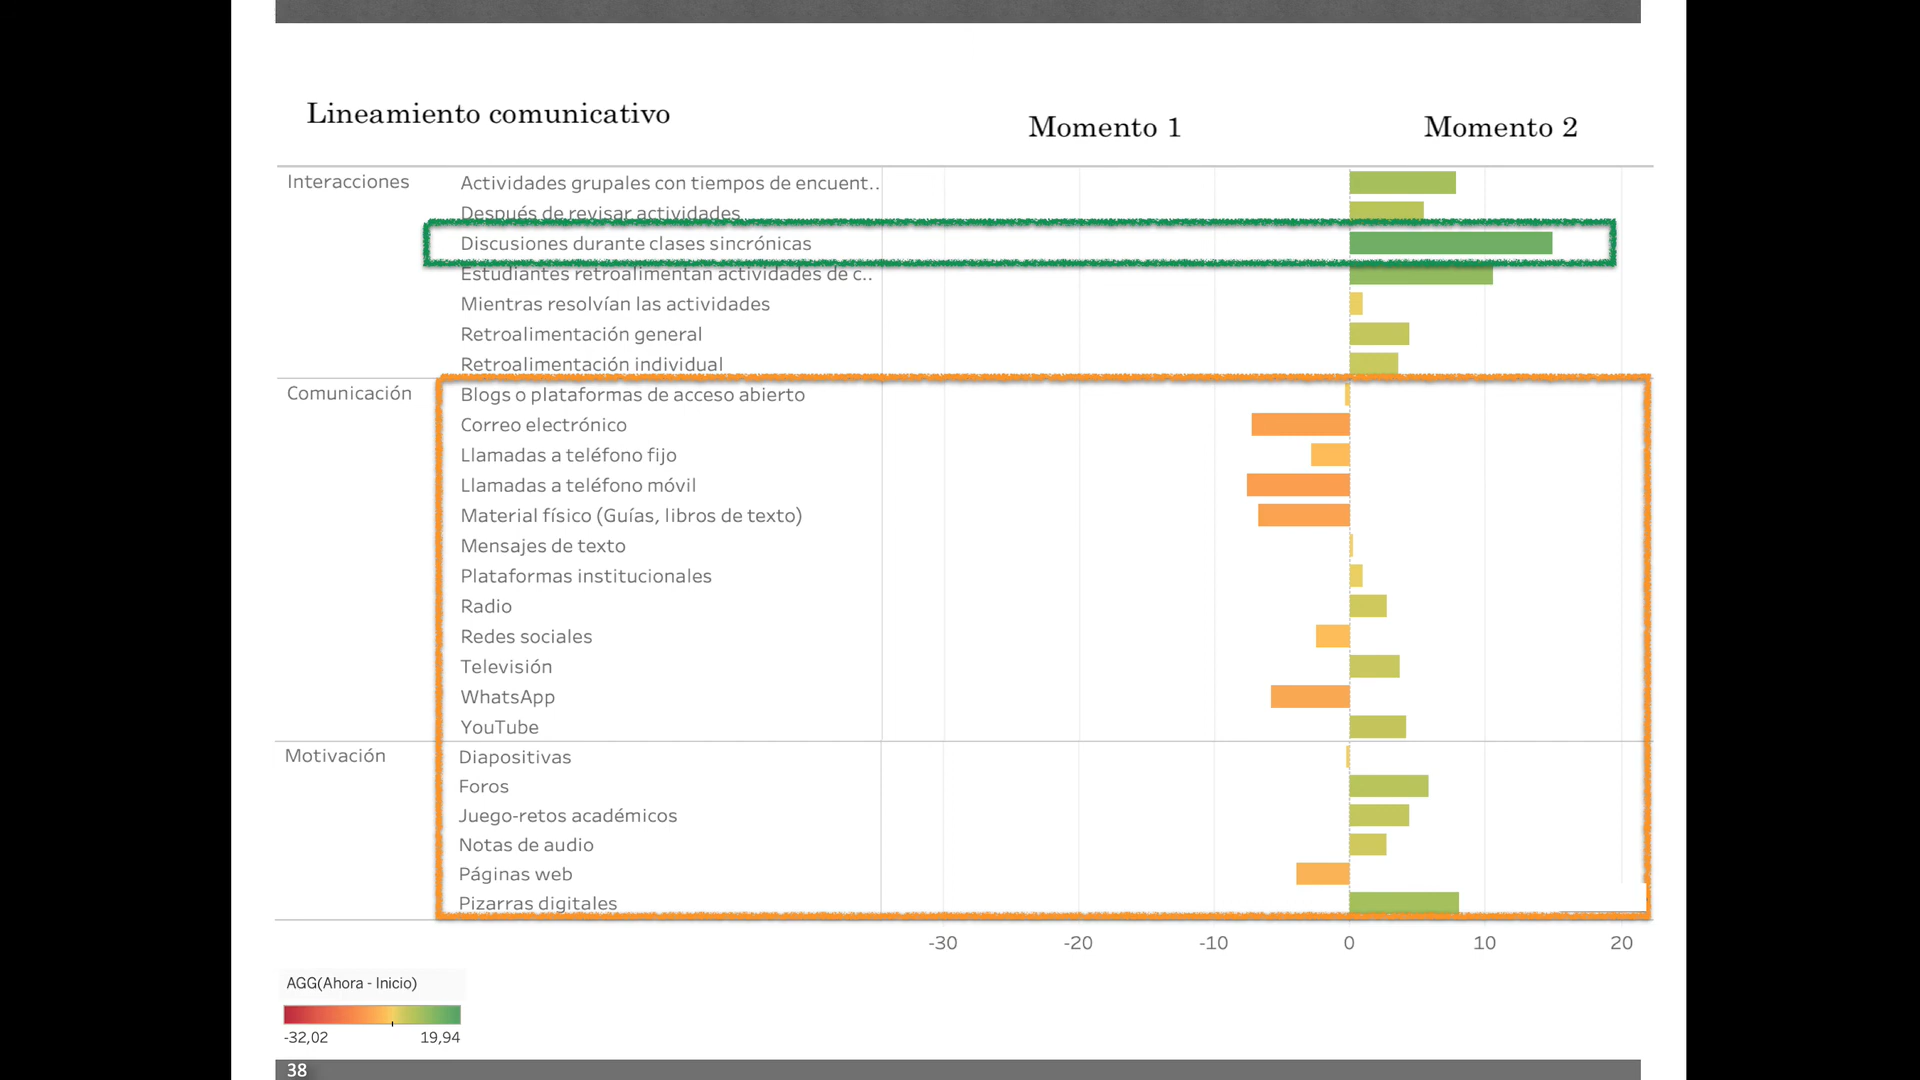 Lineamiento comunicativo
Momento 1
Momento 2
Interacciones
Actividades grupales con tiempos de encuent..
Después de revisar actividades
Discusiones durante clases sincrónicas
Estudiantes retroalimentan actividades de c..
Mientras resolvían las actividades
Retroalimentación general
Retroalimentación individual
Comunicación
Blogs o plataformas de acceso abierto
Correo electrónico
Llamadas a teléfono fijo
Llamadas a teléfono móvil
Material físico (Guías, libros de texto)
Mensajes de texto
Plataformas institucionales
Radio
Redes sociales
Televisión
WhatsApp
YouTube
Motivación
Diapositivas
Foros
Juego-retos académicos
Notas de audio
Páginas web
Pizarras digitales
-30 -20 -10 0 10 20
AGG(Ahora - Inicio)
-32,02 19,94
38